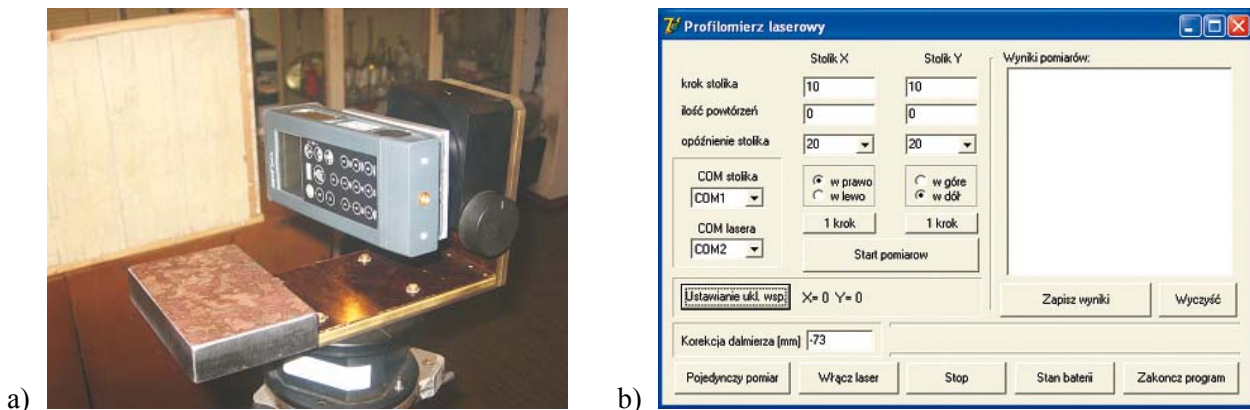 a)
b)
Profilomierz laserowy
Stolik X Stolik Y Wyniki pomiarów:
krok stolika 10 10
ilość powtórzeń 0 0
opóźnienie stolika 20 20
COM stolika
COM1
w prawo
w lewo
w góre
w dół
1 krok 1 krok
COM lasera
COM2
Start pomiarow
Ustawianie ukl. wsp. X= 0 Y= 0
Zapisz wyniki Wyczyść
Korekcja dalmierza [mm] -73
Pojedynczy pomiar Włącz laser Stop Stan baterii Zakoncz program